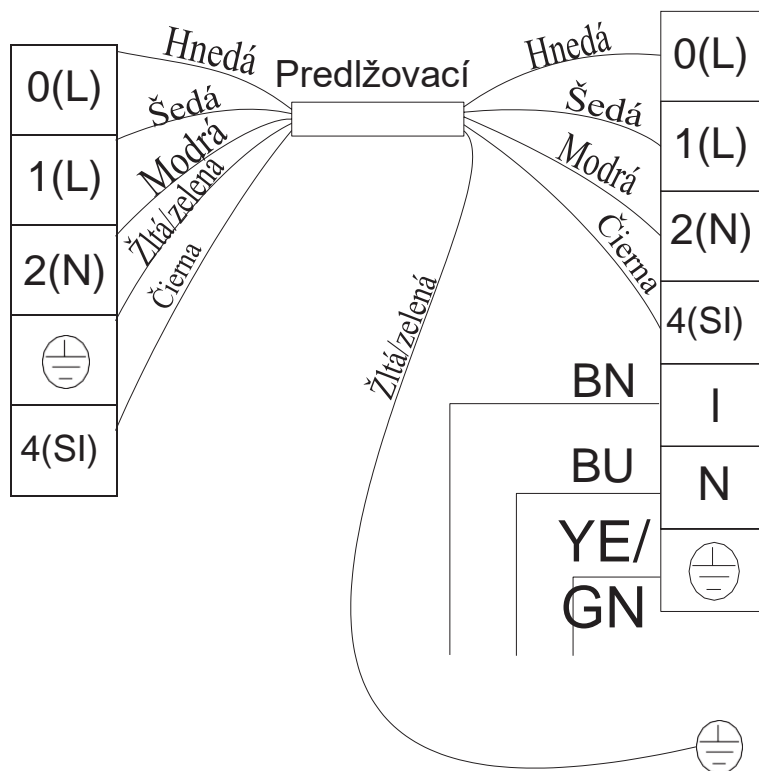 0(L)
1(L)
2(N)
4(SI)
Hnedá
Šedá
Modrá
Žltá/zelená
Čierna
Predlžovací
Hnedá
Šedá
Modrá
Čierna
Žltá/zelená
0(L)
1(L)
2(N)
4(SI)
BN
I
BU
N
YE/
GN